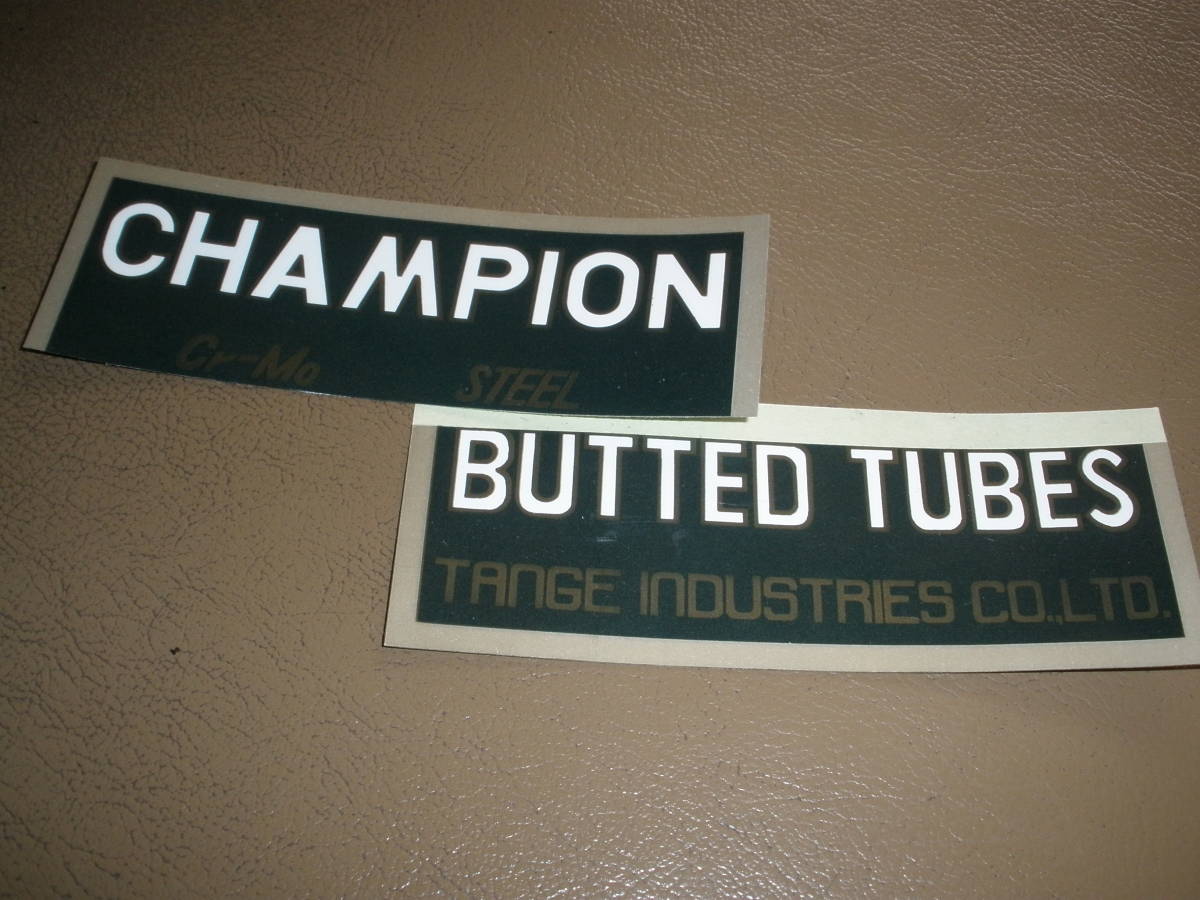 CHAMPION
Cr-Mo STEEL
BUTTED TUBES
TANGE INDUSTRIES CO.,LTD.